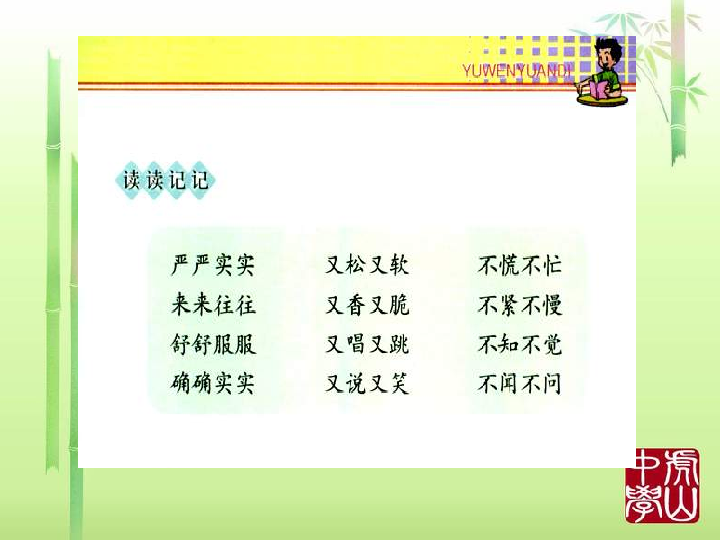 YUWENYUANDI
读读记记
严严实实 又松又软 不慌不忙
来来往往 又香又脆 不紧不慢
舒舒服服 又唱又跳 不知不觉
确确实实 又说又笑 不闻不问
虎山中學